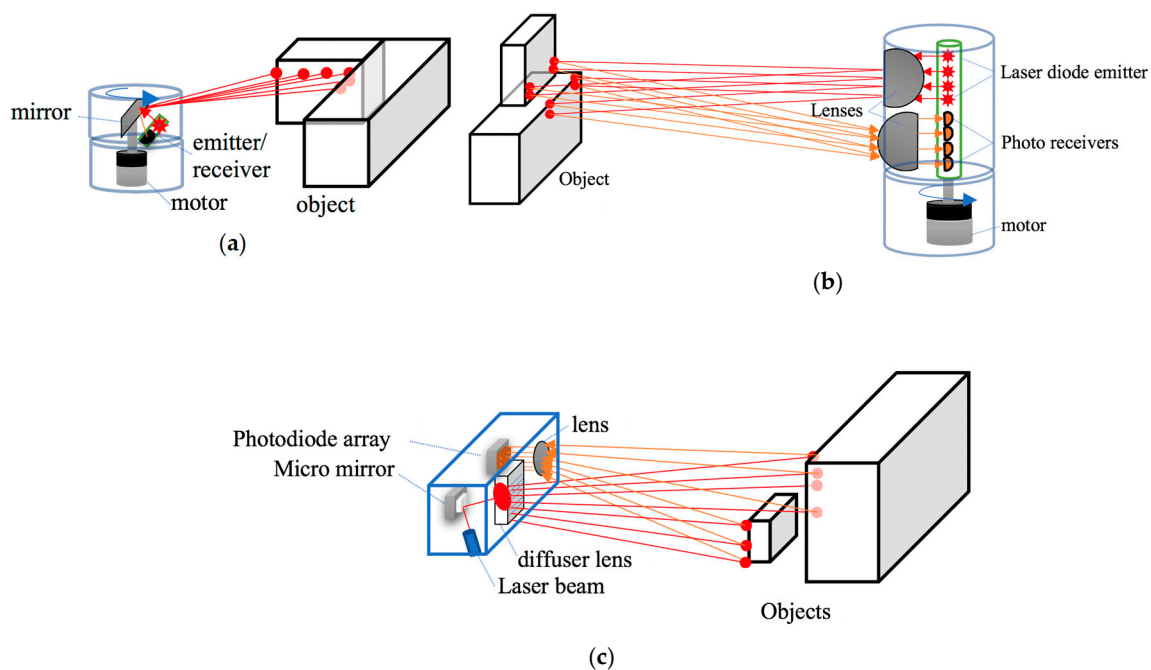 mirror
emitter/
receiver
motor
object
(a)
Object
Lenses
Laser diode emitter
Photo receivers
motor
(b)
Photodiode array
Micro mirror
lens
diffuser lens
Laser beam
Objects
(c)